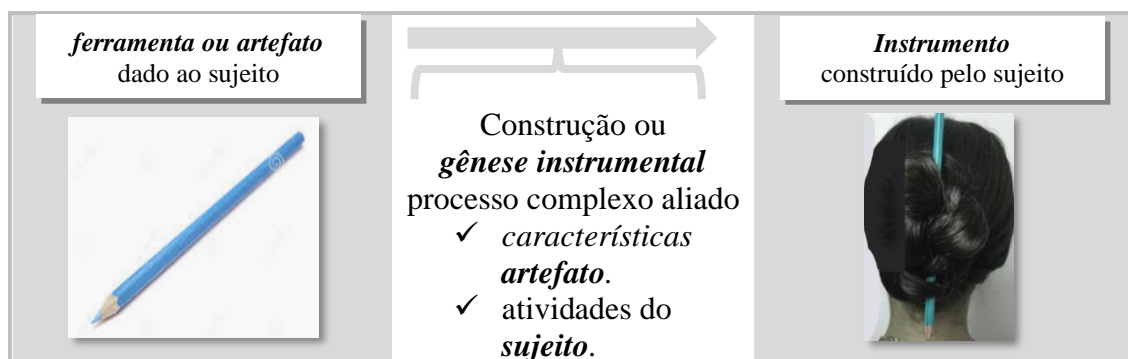 ferramenta ou artefato
dado ao sujeito
Construção ou
gênese instrumental
processo complexo aliado
✓ características
artefato.
✓ atividades do
sujeito.
Instrumento
construído pelo sujeito